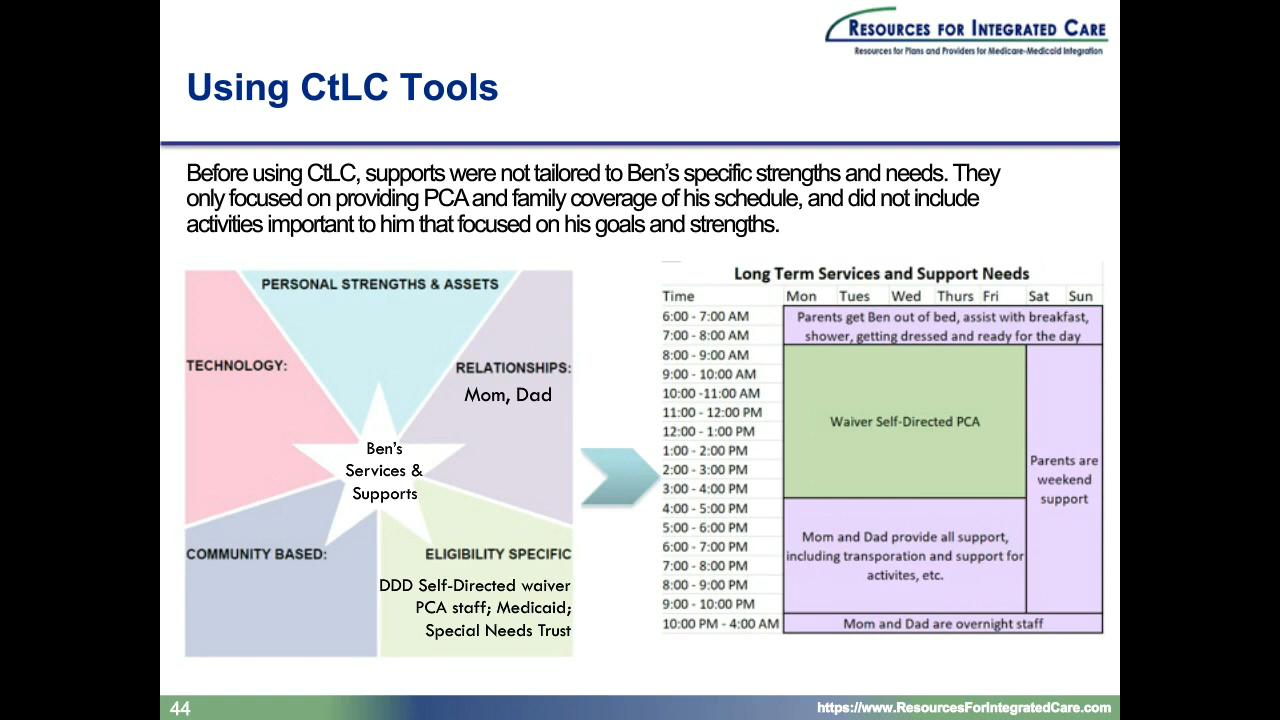 RESOURCES FOR INTEGRATED CARE
Resources for Plans and Providers for Medicare-Medicaid Integration
Using CtLC Tools
Before using CtLC, supports were not tailored to Ben's specific strengths and needs. They
only focused on providing PCA and family coverage of his schedule, and did not include
activities important to him that focused on his goals and strengths.
PERSONAL STRENGTHS & ASSETS
TECHNOLOGY:
RELATIONSHIPS:
Mom, Dad
Ben's
Services &
Supports
COMMUNITY BASED:
ELIGIBILITY SPECIFIC
DDD Self-Directed waiver
PCA staff; Medicaid;
Special Needs Trust
Long Term Services and Support Needs
Time Mon Tues Wed Thurs Fri Sat Sun
6:00 - 7:00 AM
7:00 - 8:00 AM
8:00 - 9:00 AM
9:00 - 10:00 AM
10:00 -11:00 AM
11:00 - 12:00 PM
12:00 - 1:00 PM
1:00 - 2:00 PM
2:00 - 3:00 PM
3:00 - 4:00 PM
4:00 - 5:00 PM
5:00 - 6:00 PM
6:00 - 7:00 PM
7:00 - 8:00 PM
8:00 - 9:00 PM
9:00 - 10:00 PM
10:00 PM - 4:00 AM
Parents get Ben out of bed, assist with breakfast,
shower, getting dressed and ready for the day
Waiver Self-Directed PCA
Parents are
weekend
support
Mom and Dad provide all support,
including transporation and support for
activites, etc.
Mom and Dad are overnight staff
44
https://www.ResourcesForIntegratedCare.com